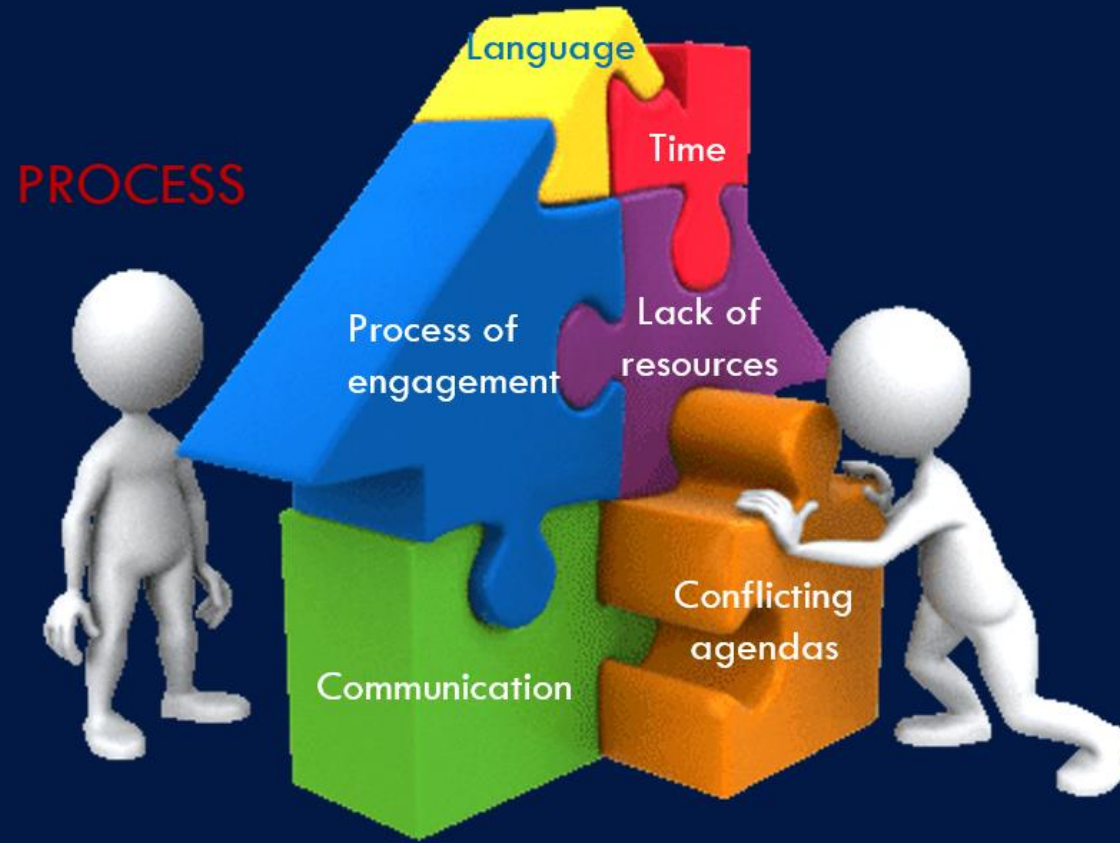 Language
Time
PROCESS
Lack of
resources
Process of
engagement
Conflicting
agendas
Communication